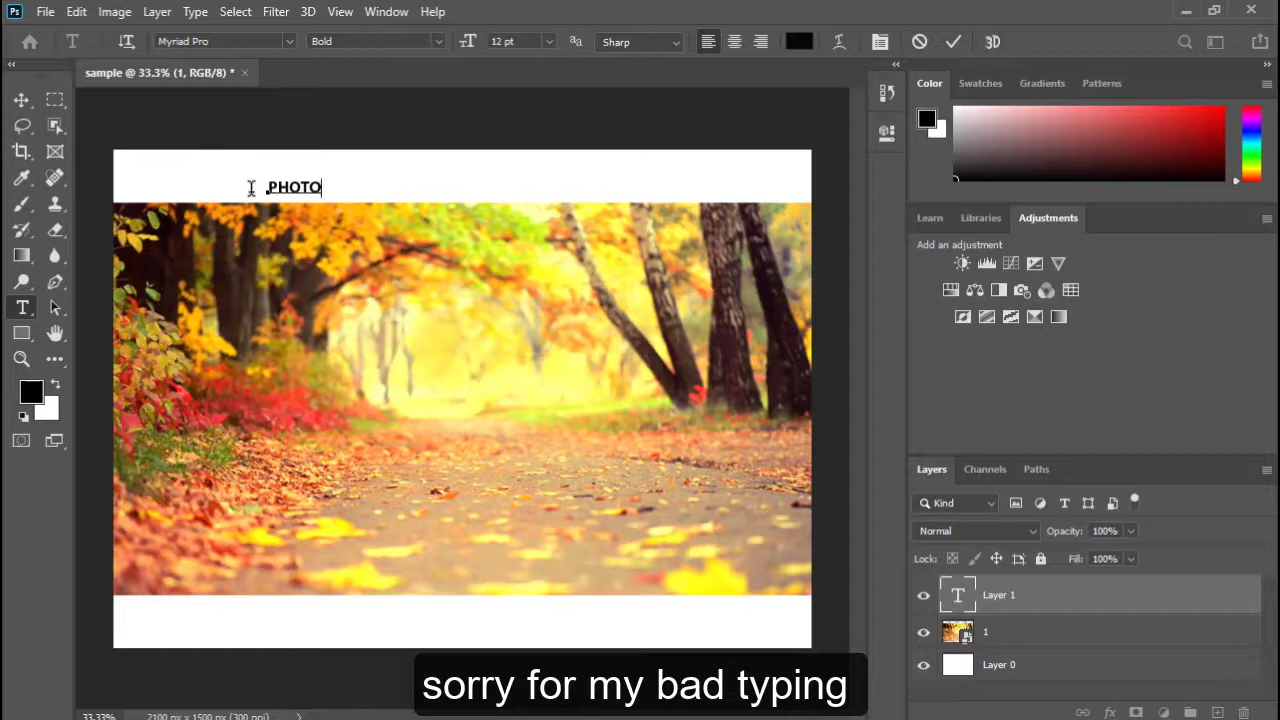 Ps File Edit Image Layer Type Select Filter 3D View Window Help
T Myriad Pro Bold 12 pt Sharp 3D
sample @ 33.3% (1, RGB/8) * ×
Color Swatches Gradients Patterns
PHOTO
Learn Libraries Adjustments
Add an adjustment
Layers Channels Paths
Kind
Normal Opacity: 100%
Lock: Fill: 100%
T Layer 1
1
Layer 0
sorry for my bad typing
33.33% 2100 px x 1500 px (300 ppi)